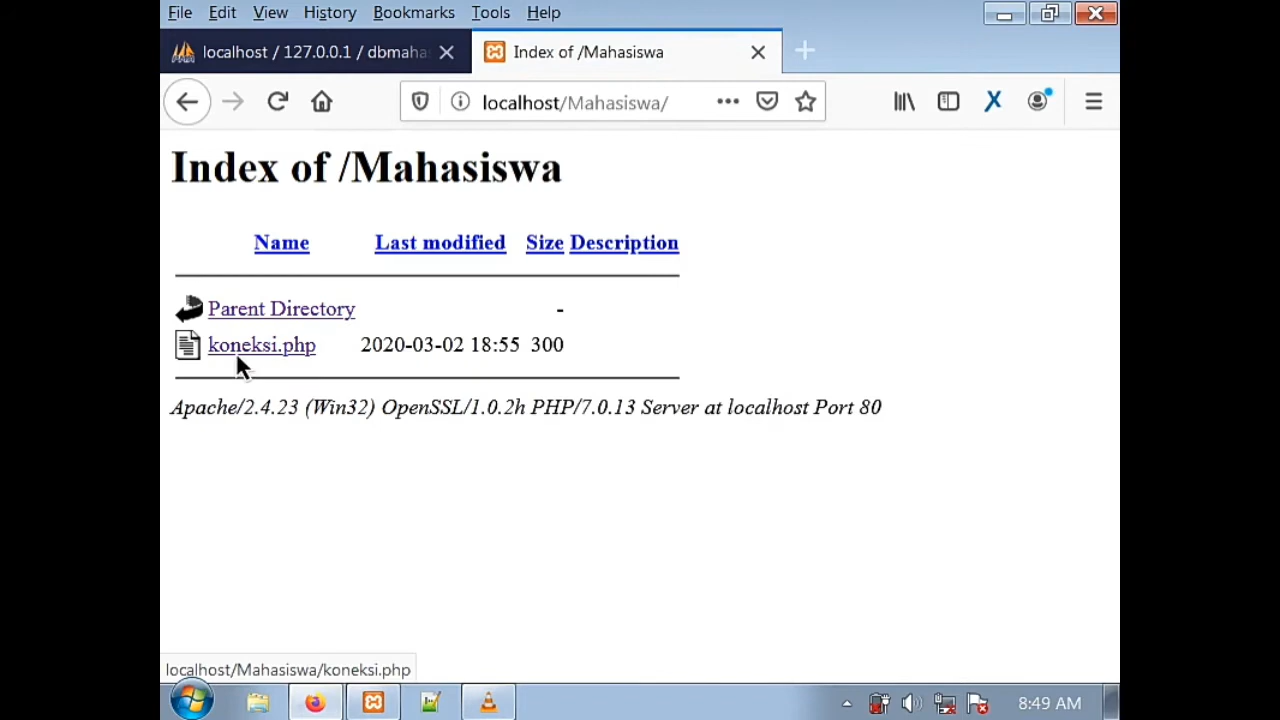 File Edit View History Bookmarks Tools Help
localhost / 127.0.0.1 / dbmaha
Index of /Mahasiswa
localhost/Mahasiswa/
Index of /Mahasiswa
Name Last modified Size Description
Parent Directory -
koneksi.php 2020-03-02 18:55 300
Apache/2.4.23 (Win32) OpenSSL/1.0.2h PHP/7.0.13 Server at localhost Port 80
localhost/Mahasiswa/koneksi.php
8:49 AM